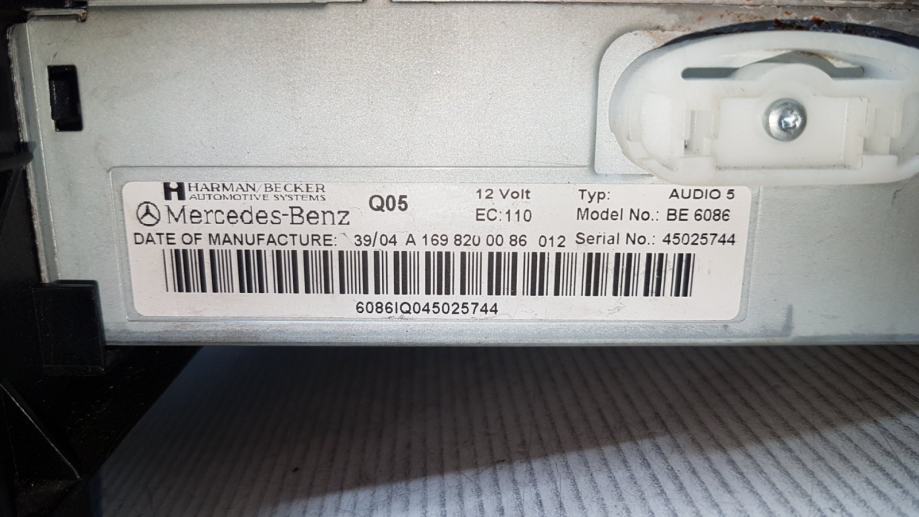 HARMAN/BECKER
AUTOMOTIVE SYSTEMS
Mercedes-Benz Q05 12 Volt Typ: AUDIO 5
EC:110 Model No.: BE 6086
DATE OF MANUFACTURE: 39/04 A 169 820 00 86 012 Serial No.: 45025744
6086IQ045025744